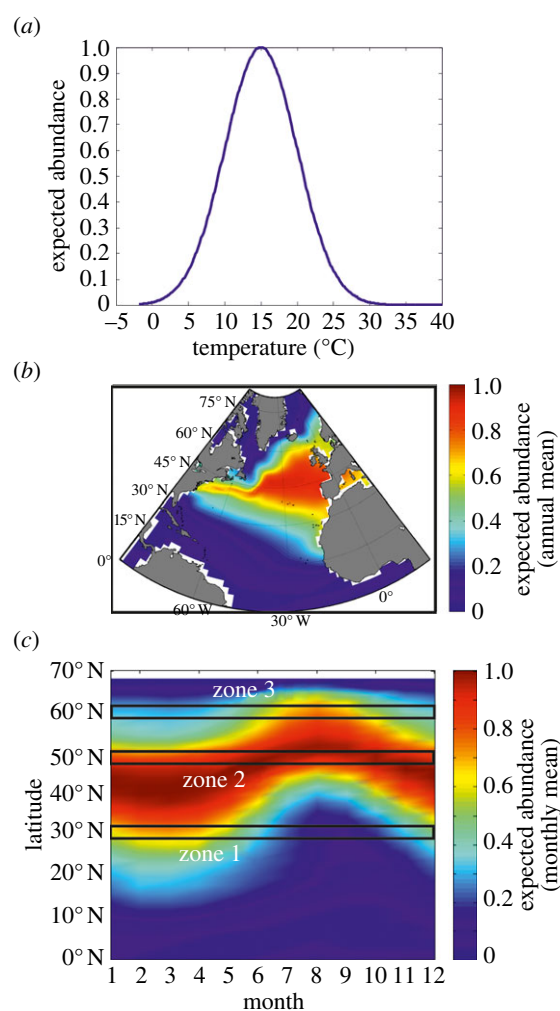 (a)
1.0
0.9
0.8
0.7
0.6
0.5
0.4
0.3
0.2
0.1
0
expected abundance
–5 0 5 10 15 20 25 30 35 40
temperature (°C)
(b)
75° N
60° N
45° N
30° N
15° N
0°
60° W
30° W
0°
1.0
0.8
0.6
0.4
0.2
0
expected abundance
(annual mean)
(c)
70° N
60° N
50° N
40° N
30° N
20° N
10° N
0° N
latitude
zone 3
zone 2
zone 1
1 2 3 4 5 6 7 8 9 10 11 12
month
1.0
0.8
0.6
0.4
0.2
0
expected abundance
(monthly mean)